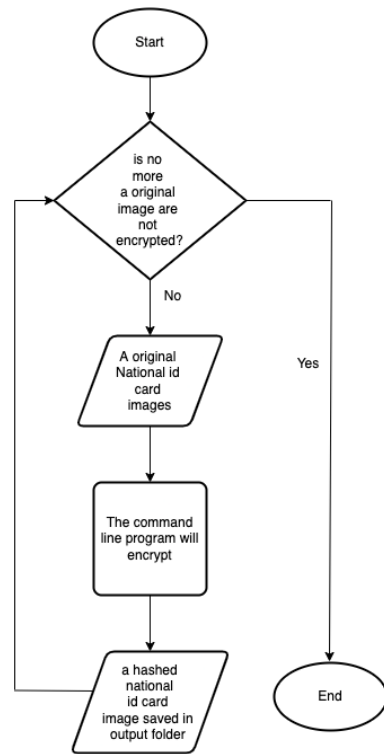 Start
is no
more
a original
image are
not
encrypted?
No
Yes
A original
National id
card
images
The command
line program will
encrypt
a hashed
national
id card
image saved in
output folder
End